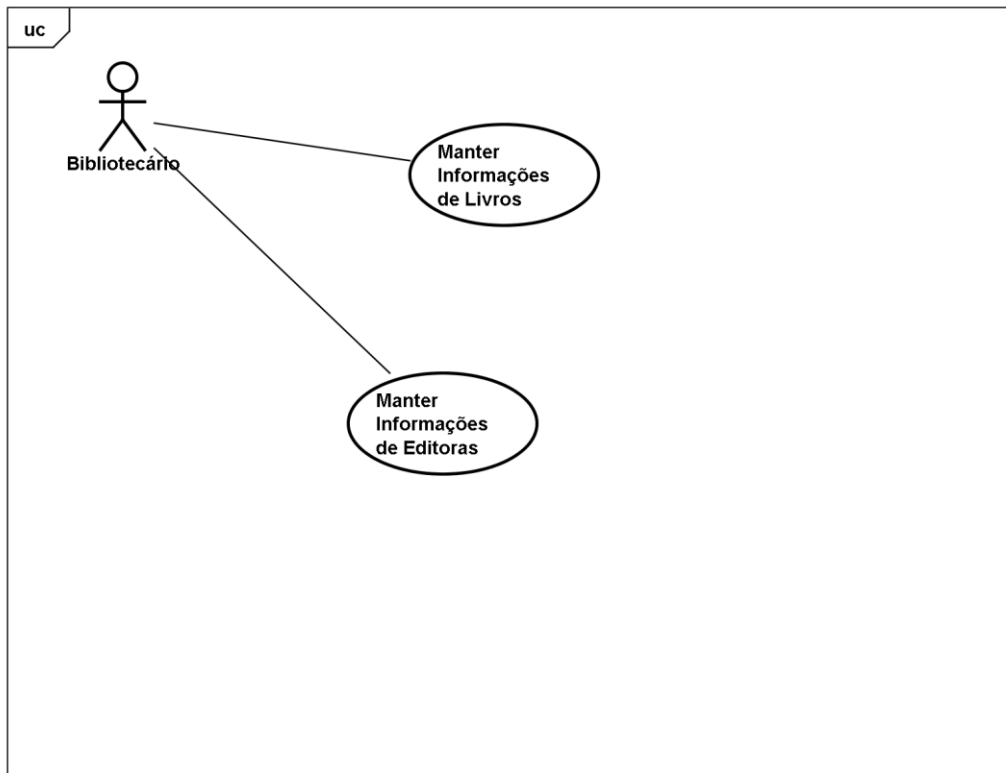 uc
Bibliotecário
Manter
Informações
de Livros
Manter
Informações
de Editoras